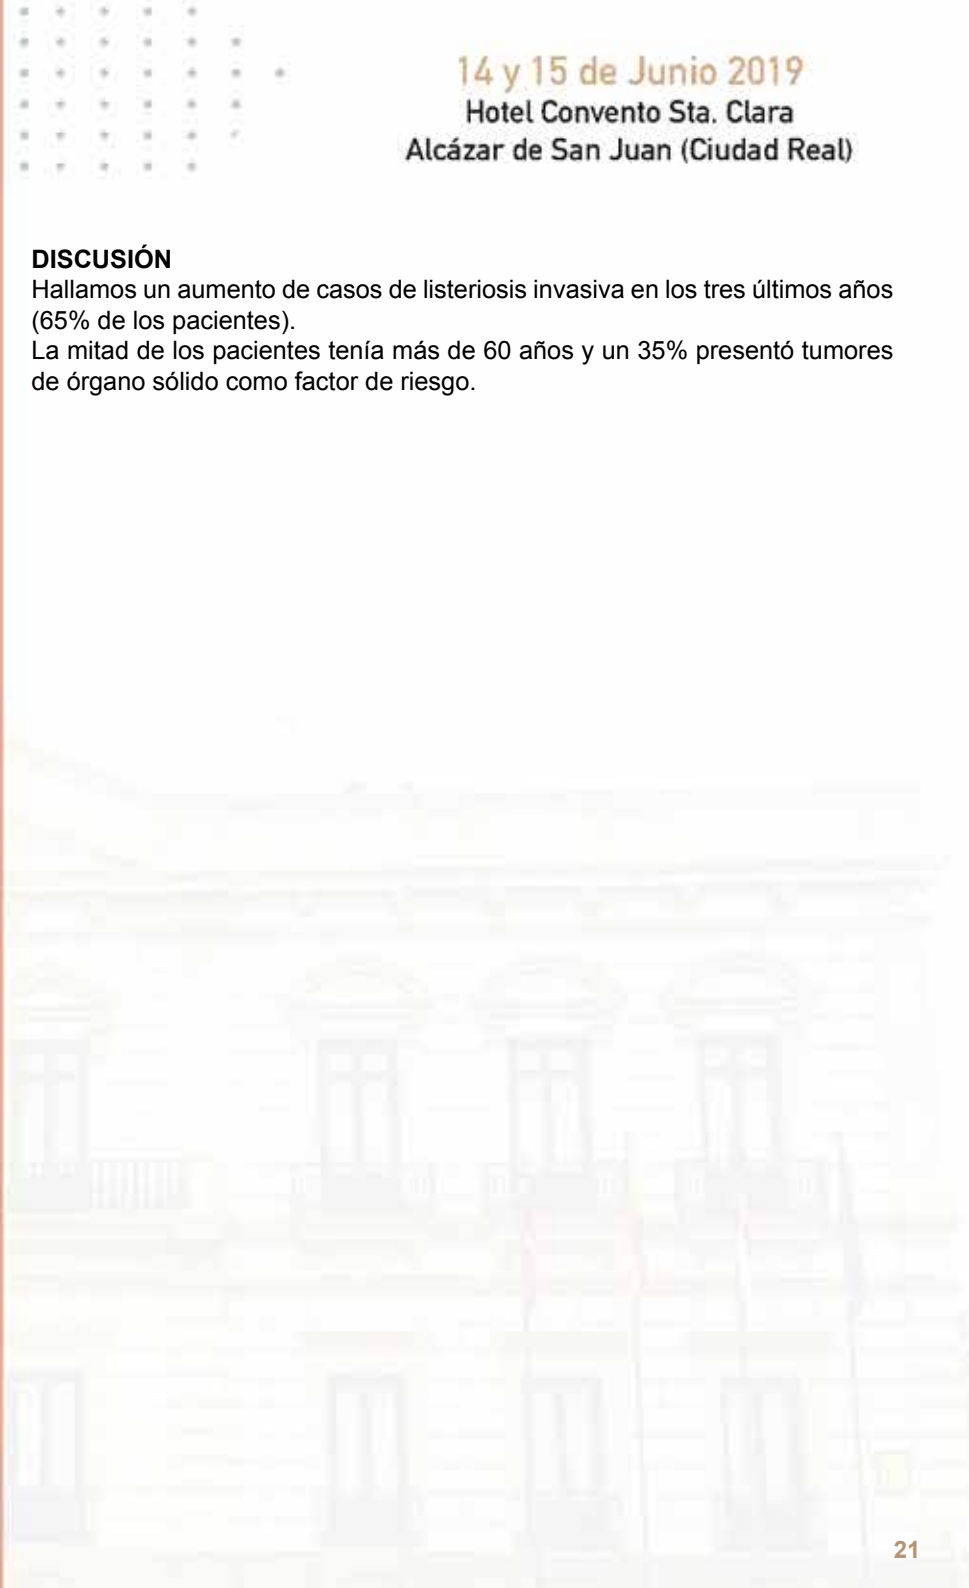 14 y 15 de Junio 2019
Hotel Convento Sta. Clara
Alcázar de San Juan (Ciudad Real)
DISCUSIÓN
Hallamos un aumento de casos de listeriosis invasiva en los tres últimos años
(65% de los pacientes).
La mitad de los pacientes tenía más de 60 años y un 35% presentó tumores
de órgano sólido como factor de riesgo.
21